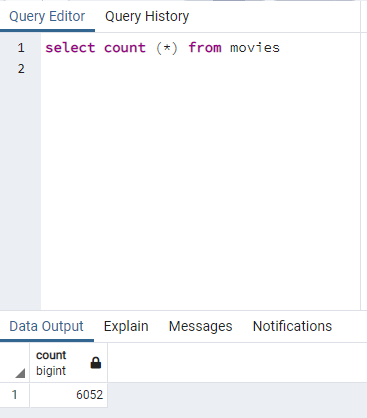 Query Editor Query History
1 select count (*) from movies
2
Data Output Explain Messages Notifications
count
bigint
1 6052